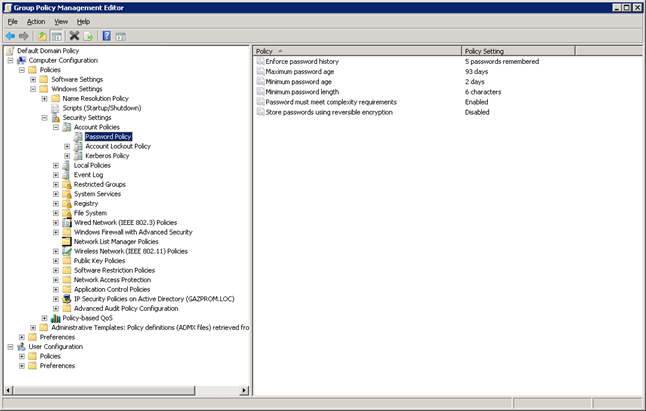 Group Policy Management Editor
File Action View Help
Default Domain Policy
Computer Configuration
Policies
Software Settings
Windows Settings
Name Resolution Policy
Scripts (Startup/Shutdown)
Security Settings
Account Policies
Password Policy
Account Lockout Policy
Kerberos Policy
Local Policies
Event Log
Restricted Groups
System Services
Registry
File System
Wired Network (IEEE 802.3) Policies
Windows Firewall with Advanced Security
Network List Manager Policies
Wireless Network (IEEE 802.11) Policies
Public Key Policies
Software Restriction Policies
Network Access Protection
Application Control Policies
IP Security Policies on Active Directory (GAZPROM.LOC)
Advanced Audit Policy Configuration
Policy-based QoS
Administrative Templates: Policy definitions (ADMX files) retrieved fro
Preferences
User Configuration
Policies
Preferences
Policy Policy Setting
Enforce password history 5 passwords remembered
Maximum password age 93 days
Minimum password age 2 days
Minimum password length 6 characters
Password must meet complexity requirements Enabled
Store passwords using reversible encryption Disabled